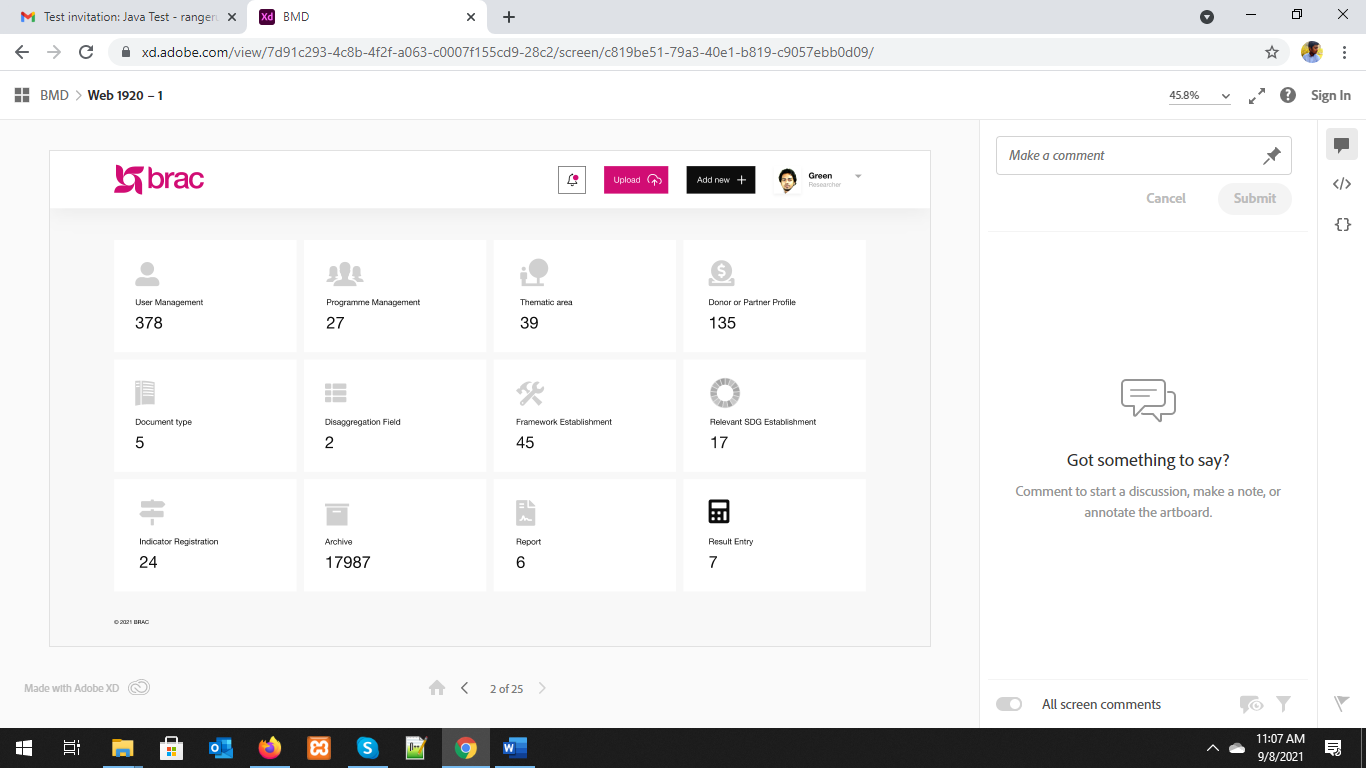 Test invitation: Java Test - ranger
BMD
xd.adobe.com/view/7d91c293-4c8b-4f2f-a063-c0007f155cd9-28c2/screen/c819be51-79a3-40e1-b819-c9057ebb0d09/
BMD > Web 1920 – 1
45.8%
Sign In
brac
Upload
Add new +
Green
Researcher
User Management
378
Programme Management
27
Thematic area
39
Donor or Partner Profile
135
Document type
5
Disaggregation Field
2
Framework Establishment
45
Relevant SDG Establishment
17
Indicator Registration
24
Archive
17987
Report
6
Result Entry
7
© 2021 BRAC
Made with Adobe XD
2 of 25
Make a comment
Cancel
Submit
Got something to say?
Comment to start a discussion, make a note, or
annotate the artboard.
All screen comments
11:07 AM
9/8/2021